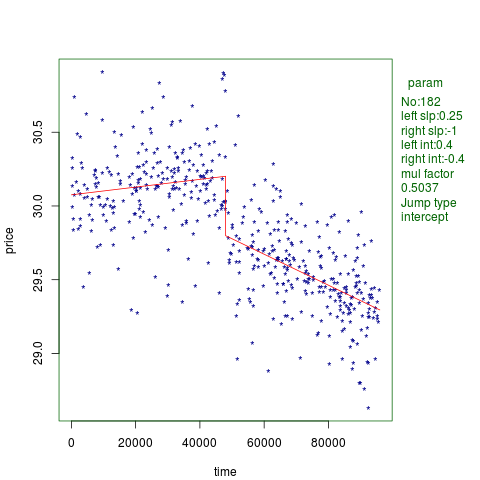 param
No:182
left slp:0.25
right slp:-1
left int:0.4
right int:-0.4
mul factor
0.5037
Jump type
intercept
30.5
30.0
29.5
29.0
price
0 20000 40000 60000 80000
time